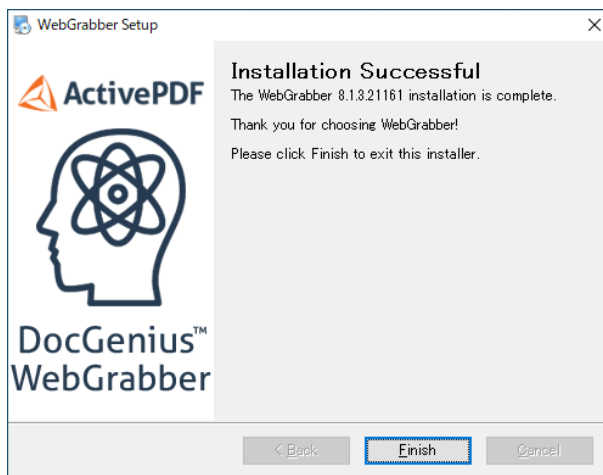 WebGrabber Setup
ActivePDF
DocGenius™
WebGrabber
Installation Successful
The WebGrabber 8.1.3.21161 installation is complete.
Thank you for choosing WebGrabber!
Please click Finish to exit this installer.
< Back
Finish
Cancel